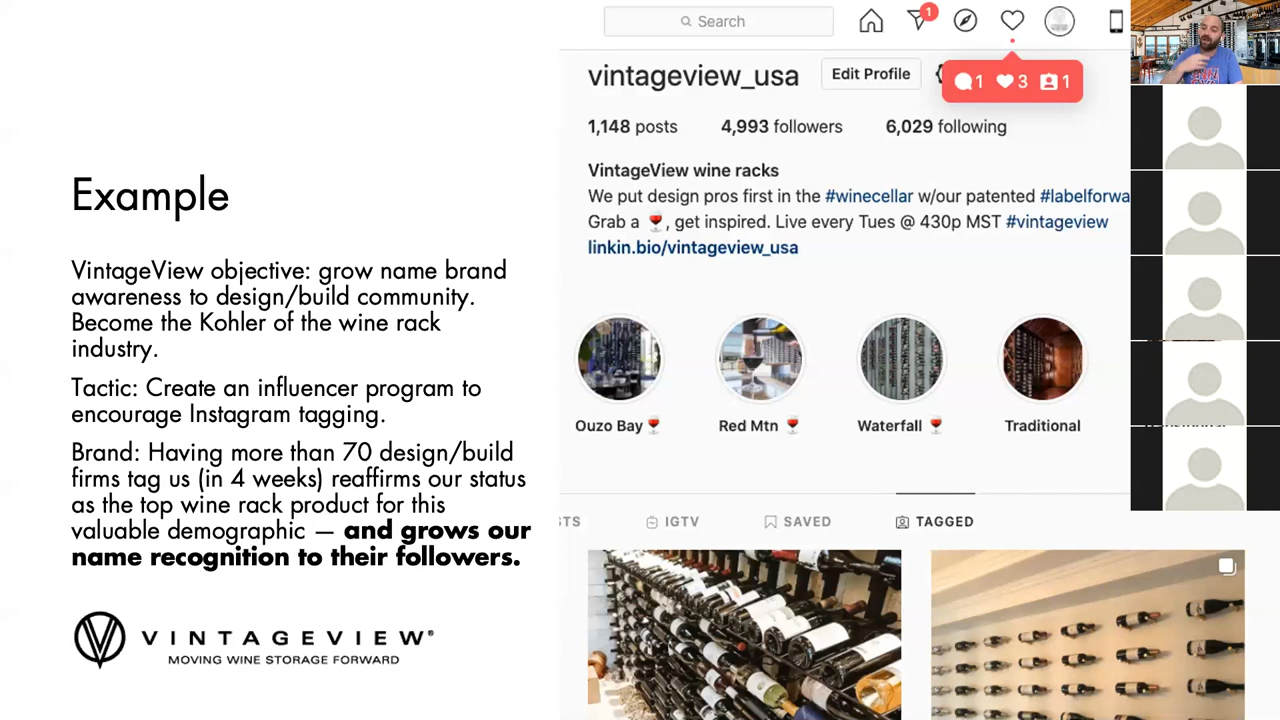 Example
VintageView objective: grow name brand
awareness to design/build community.
Become the Kohler of the wine rack
industry.
Tactic: Create an influencer program to
encourage Instagram tagging.
Brand: Having more than 70 design/build
firms tag us (in 4 weeks) reaffirms our status
as the top wine rack product for this
valuable demographic — and grows our
name recognition to their followers.
VINTAGEVIEW®
MOVING WINE STORAGE FORWARD
Search
1
vintageview_usa
Edit Profile
1 3 1
1,148 posts 4,993 followers 6,029 following
VintageView wine racks
We put design pros first in the #winecellar w/our patented #labelforwa
Grab a 🍷, get inspired. Live every Tues @ 430p MST #vintageview
linkin.bio/vintageview_usa
Ouzo Bay🍷 Red Mtn 🍷 Waterfall 🍷 Traditional
STS IGTV SAVED TAGGED